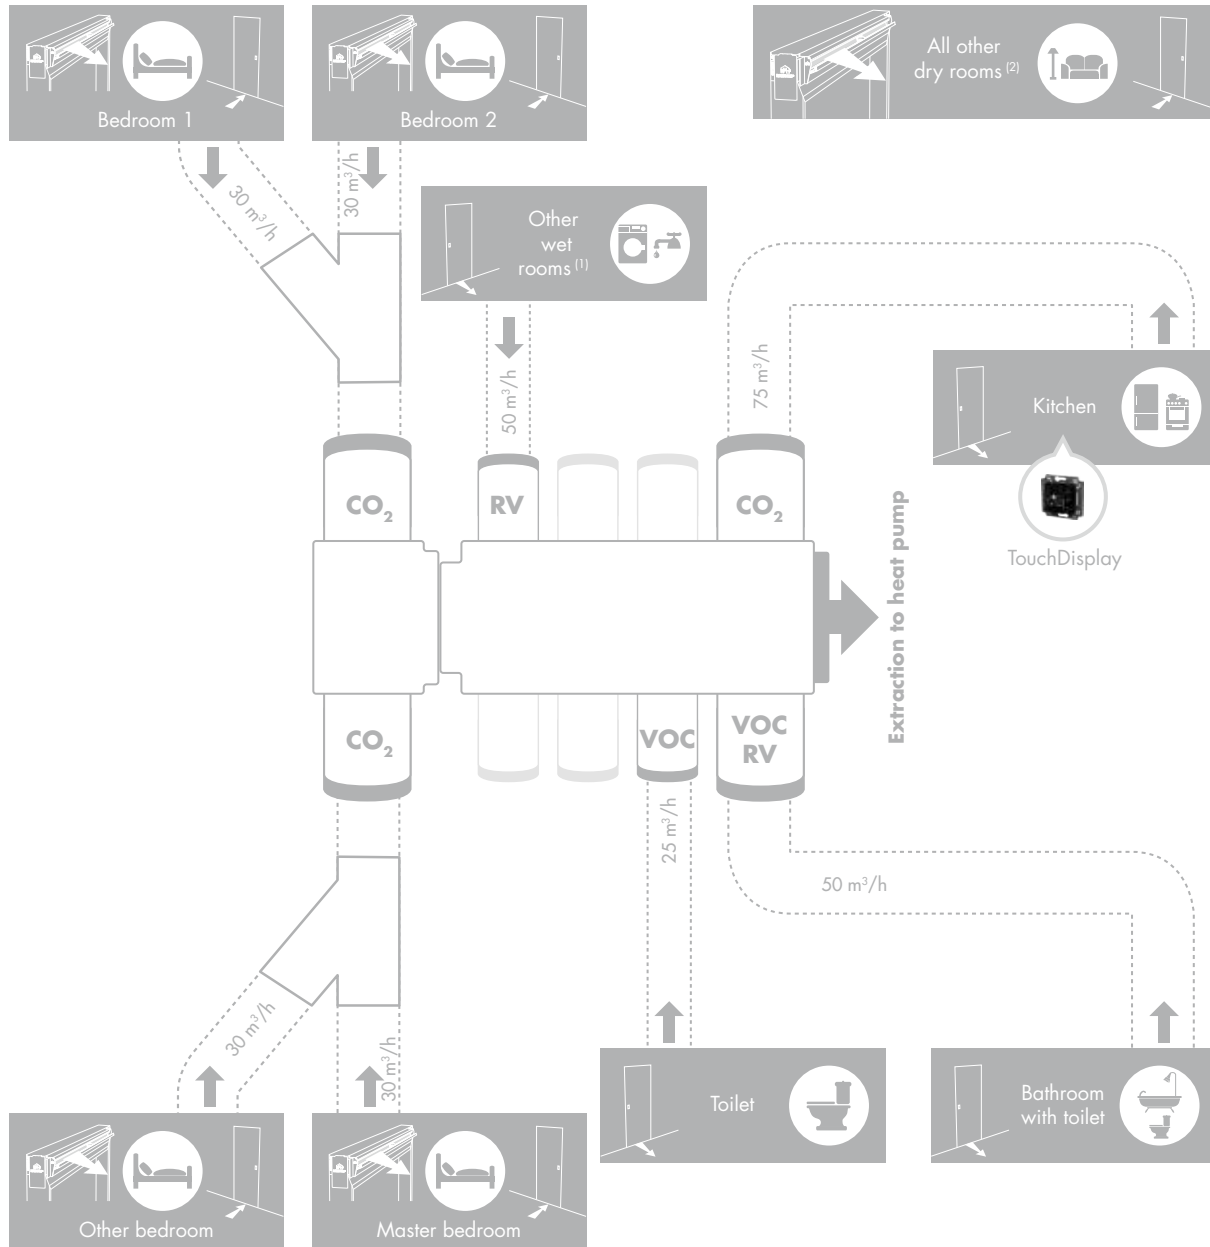 Bedroom 1
Bedroom 2
All other
dry rooms (2)
30 m³/h
30 m³/h
Other
wet
rooms (1)
50 m³/h
75 m³/h
Kitchen
TouchDisplay
CO₂
RV
CO₂
Extraction to heat pump
CO₂
VOC
VOC
RV
25 m³/h
50 m³/h
30 m³/h
30 m³/h
Toilet
Bathroom
with toilet
Other bedroom
Master bedroom